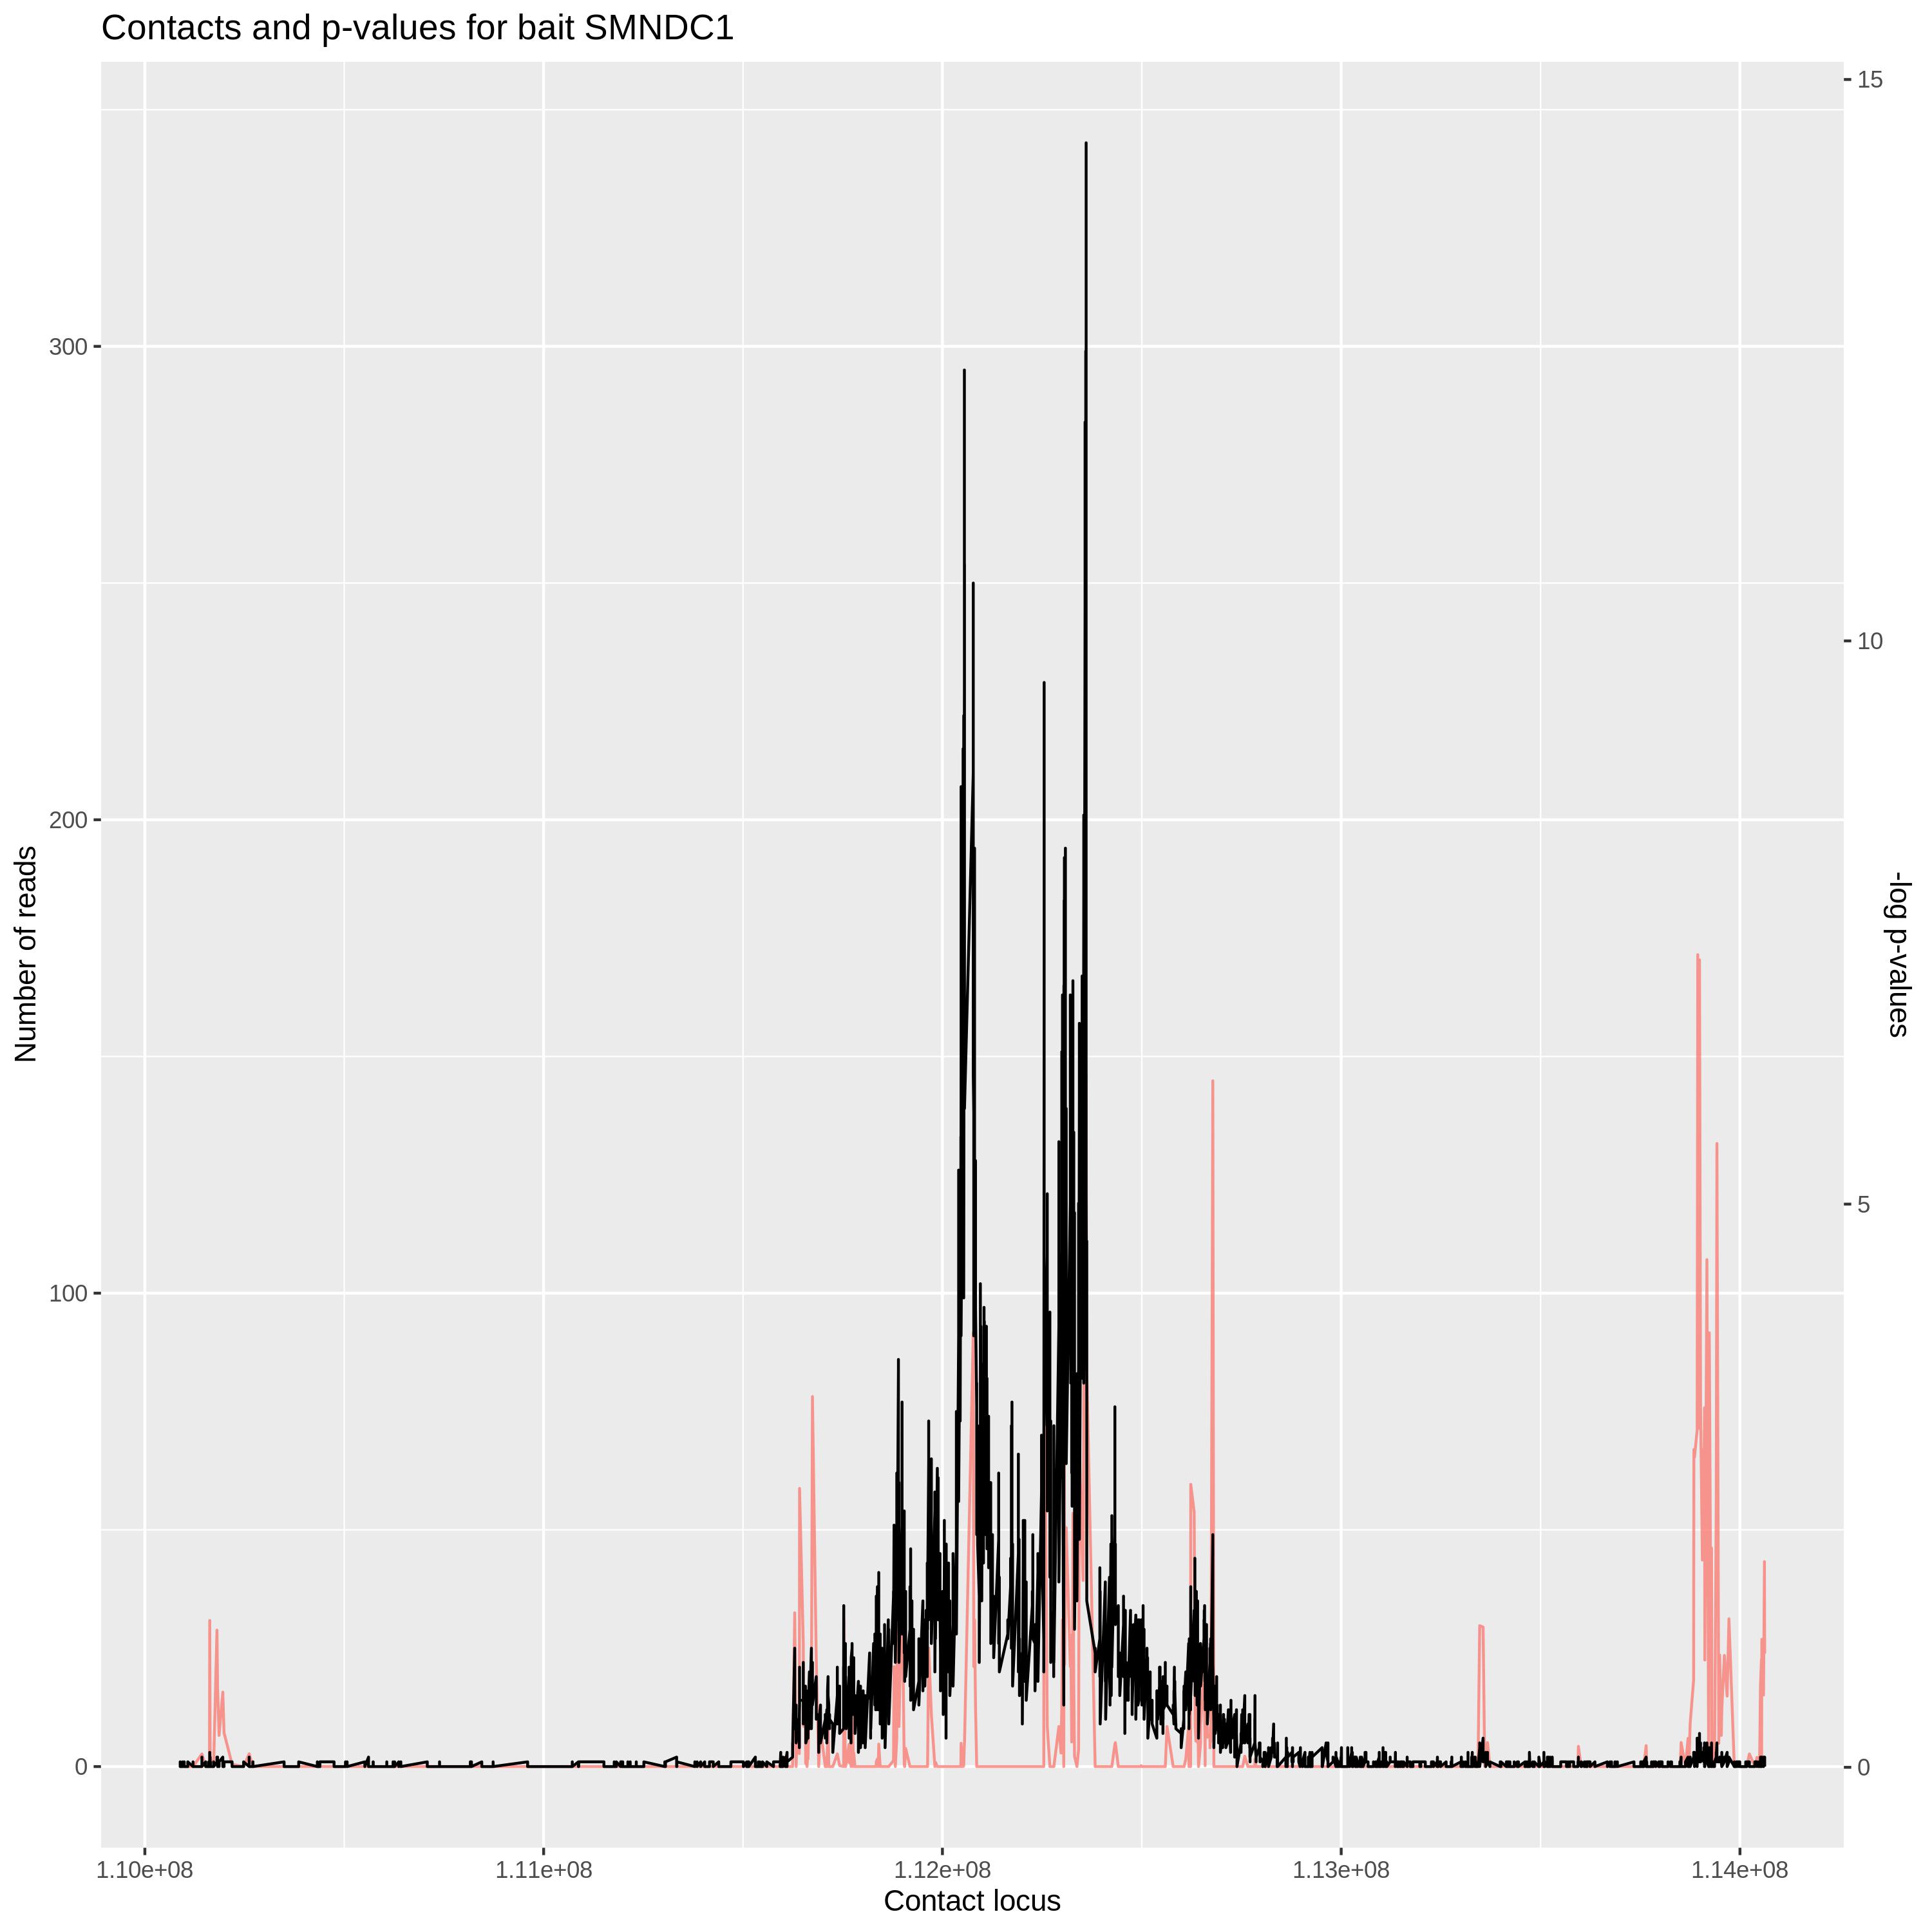 Contacts and p-values for bait SMNDC1
15
300
10
200
Number of reads
-log p-values
5
100
0
0
1.10e+08 1.11e+08 1.12e+08 1.13e+08 1.14e+08
Contact locus